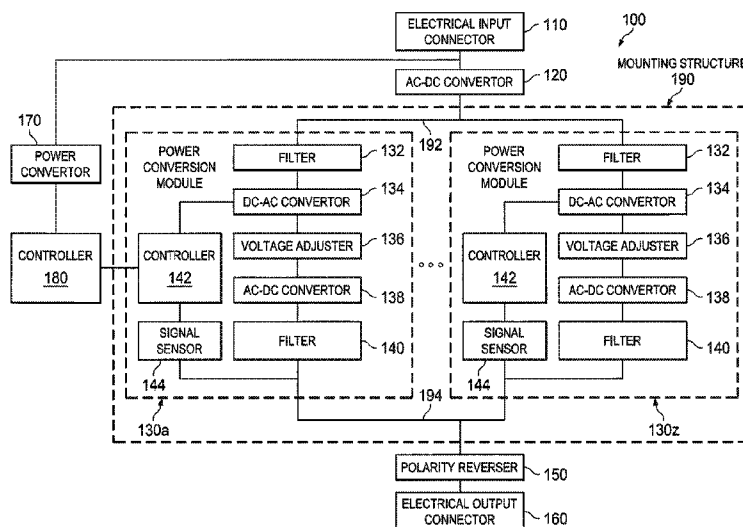 ELECTRICAL INPUT
CONNECTOR
110
100
MOUNTING STRUCTURE
190
AC-DC CONVERTOR
120
170
POWER
CONVERTOR
192
POWER
CONVERSION
MODULE
FILTER
132
134
DC-AC CONVERTOR
CONTROLLER
180
CONTROLLER
142
VOLTAGE ADJUSTER
136
AC-DC CONVERTOR
138
SIGNAL
SENSOR
144
FILTER
140
130a
POWER
CONVERSION
MODULE
FILTER
132
134
DC-AC CONVERTOR
CONTROLLER
142
VOLTAGE ADJUSTER
136
AC-DC CONVERTOR
138
SIGNAL
SENSOR
144
FILTER
140
130z
194
POLARITY REVERSER
150
ELECTRICAL OUTPUT
CONNECTOR
160